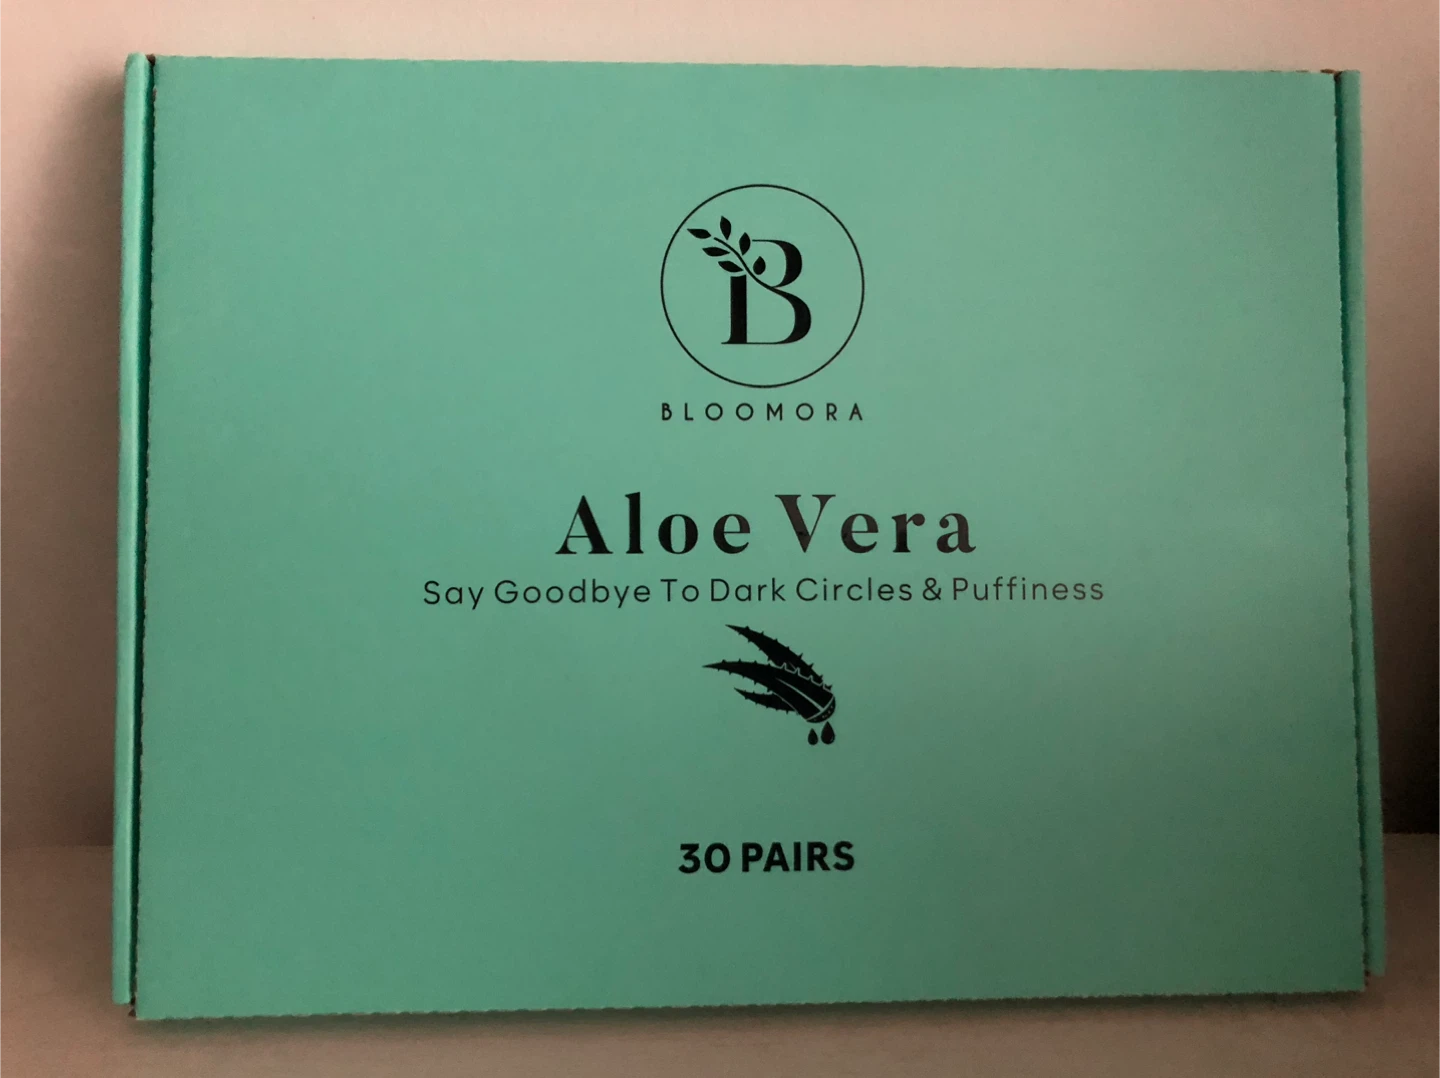 B
BLOOMORA
Aloe Vera
Say Goodbye To Dark Circles & Puffiness
30 PAIRS